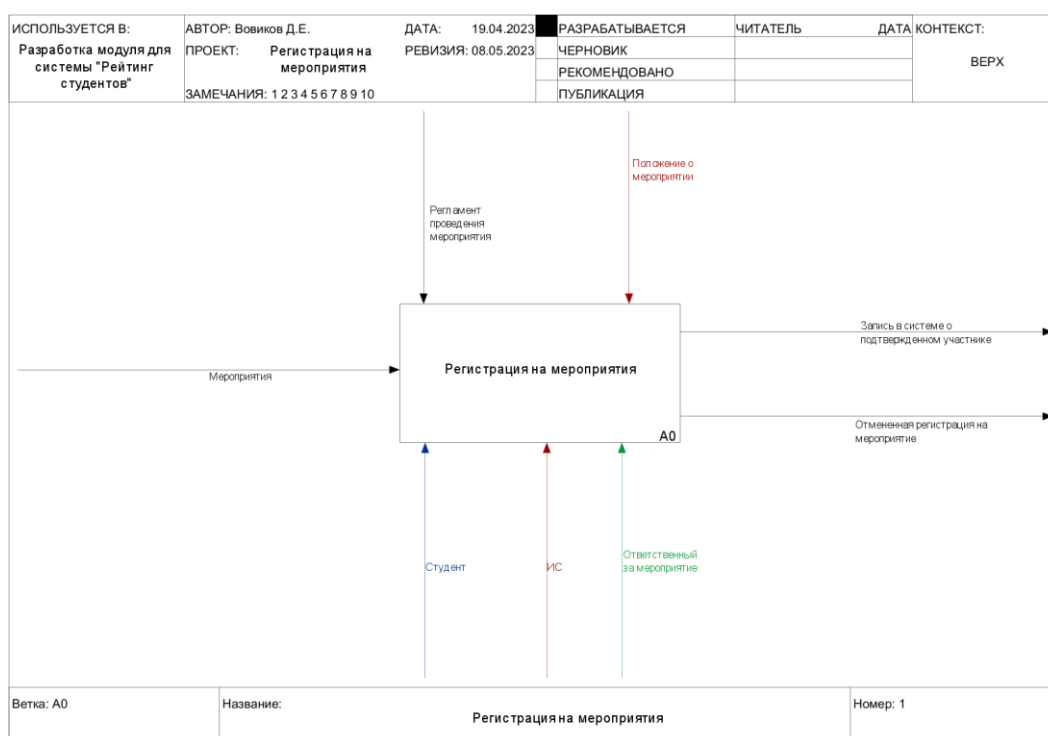 ИСПОЛЬЗУЕТСЯ В:
Разработка модуля для
системы "Рейтинг
студентов"
АВТОР: Вовиков Д.Е.
ДАТА: 19.04.2023
ПРОЕКТ: Регистрация на
мероприятия
РЕВИЗИЯ: 08.05.2023
ЗАМЕЧАНИЯ: 1 2 3 4 5 6 7 8 9 10
РАЗРАБАТЫВАЕТСЯ
ЧЕРНОВИК
РЕКОМЕНДОВАНО
ПУБЛИКАЦИЯ
ЧИТАТЕЛЬ
ДАТА
КОНТЕКСТ:
ВЕРХ
Положение о
мероприятии
Регламент
проведения
мероприятия
Запись в системе о
подтвержденном участнике
Мероприятия
Регистрация на мероприятия
A0
Отмененная регистрация на
мероприятие
Студент
ИС
Ответственный
за мероприятие
Ветка: A0
Название:
Регистрация на мероприятия
Номер: 1